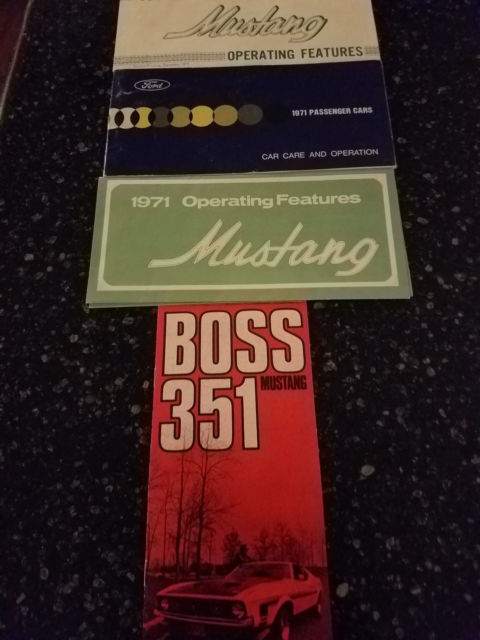 Mustang
OPERATING FEATURES
Ford
1971 PASSENGER CARS
CAR CARE AND OPERATION
1971 Operating Features
Mustang
BOSS
351
MUSTANG